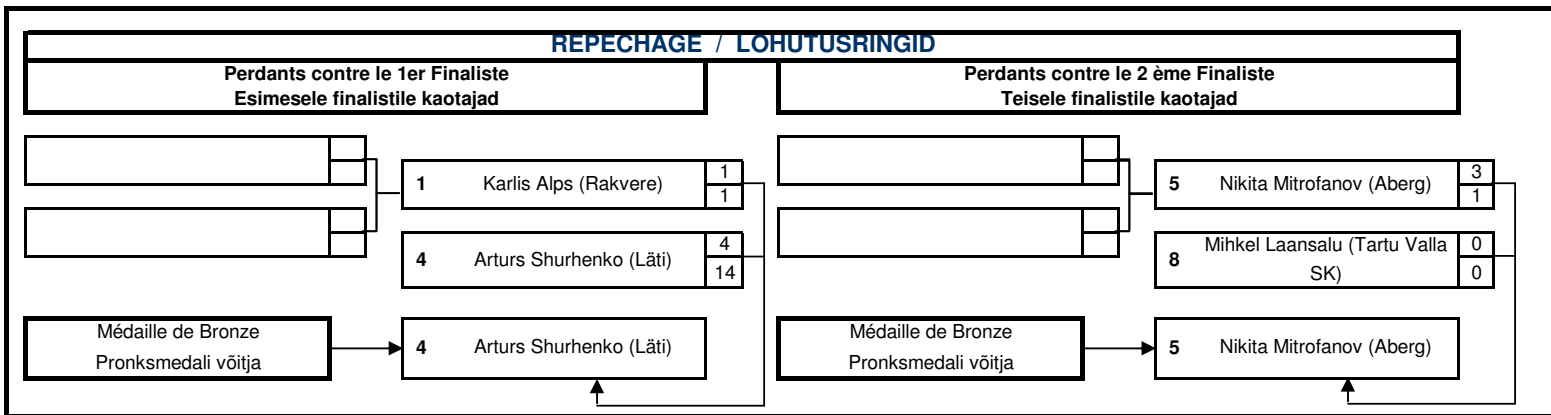 REPECHAGE / LOHUTUSRINGID
Perdants contre le 1er Finaliste
Esimesele finalistile kaotajad
Perdants contre le 2 ème Finaliste
Teisele finalistile kaotajad
1 Karlis Alps (Rakvere) 1
1
4 Arturs Shurhenko (Läti) 4
14
Médaille de Bronze
Pronksmedali võitja
4 Arturs Shurhenko (Läti)
5 Nikita Mitrofanov (Aberg) 3
1
8 Mihkel Laansalu (Tartu Valla 0
SK) 0
Médaille de Bronze
Pronksmedali võitja
5 Nikita Mitrofanov (Aberg)